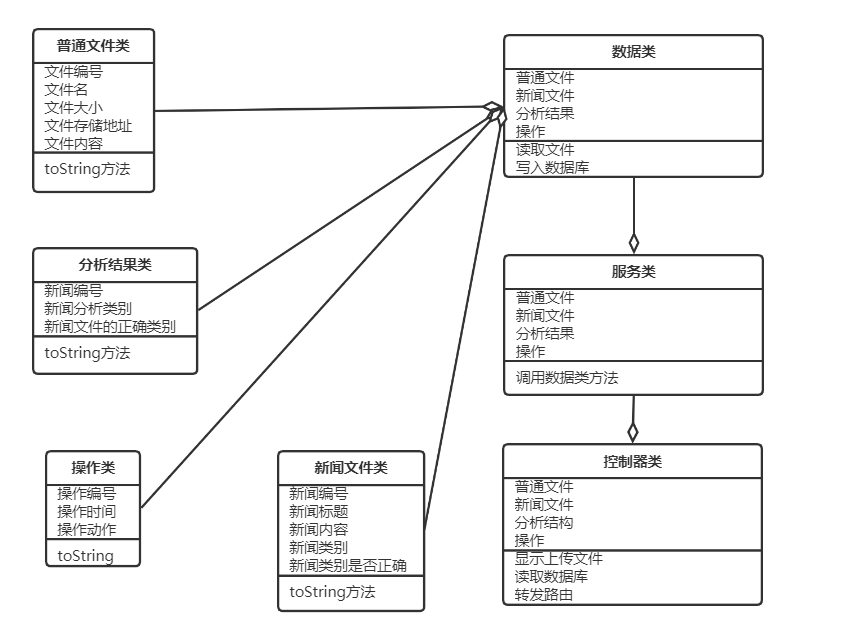 普通文件类
文件编号
文件名
文件大小
文件存储地址
文件内容
toString方法
数据类
普通文件
新闻文件
分析结果
操作
读取文件
写入数据库
分析结果类
新闻编号
新闻分析类别
新闻文件的正确类别
toString方法
服务类
普通文件
新闻文件
分析结果
操作
调用数据类方法
操作类
操作编号
操作时间
操作动作
toString
新闻文件类
新闻编号
新闻标题
新闻内容
新闻类别
新闻类别是否正确
toString方法
控制器类
普通文件
新闻文件
分析结构
操作
显示上传文件
读取数据库
转发路由